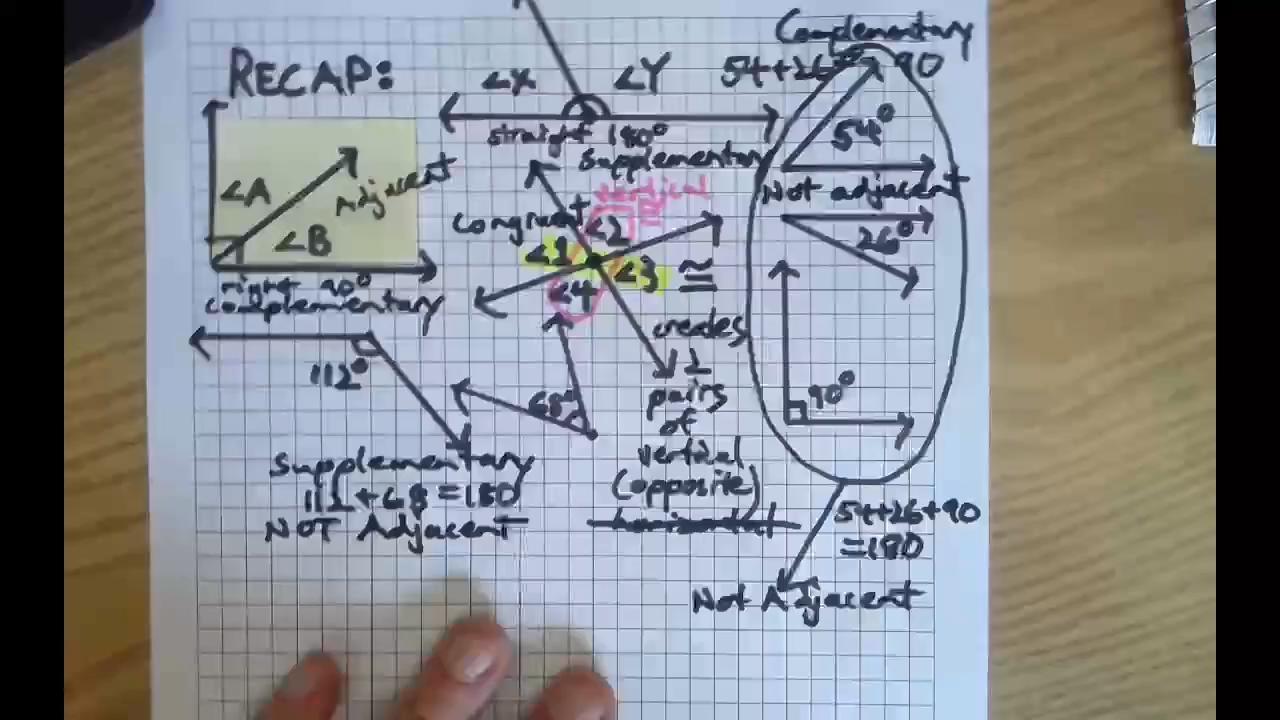 RECAP:
∠A
∠B
Adjacent
right 90°
complementary
∠X ∠Y
straight 180°
Supplementary
congruent
vertical
≅
∠1
∠2
∠3
∠4
≅
creates
2
pairs
of
vertical
(opposite)
horizontal
112°
68°
Supplementary
112+68=180
NOT Adjacent
Complementary
54+26 90
54°
Not adjacent
26°
90°
54+26+90
=180
Not Adjacent